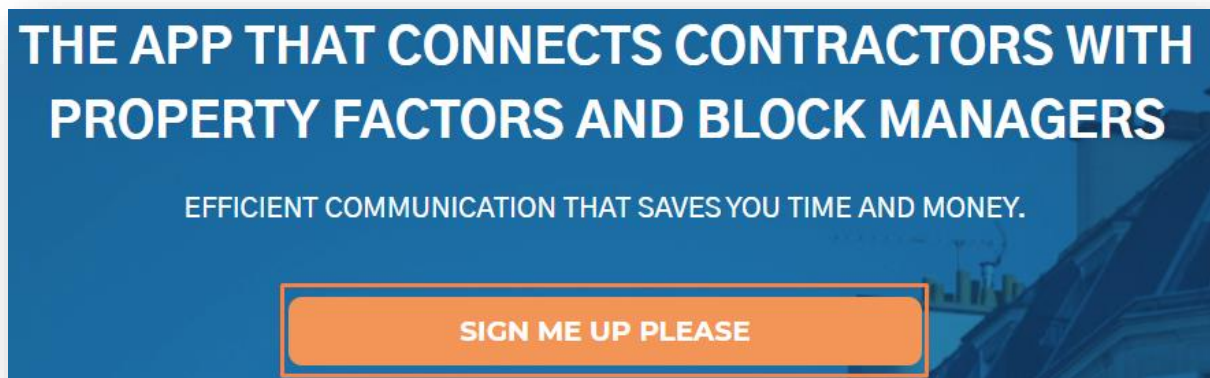 THE APP THAT CONNECTS CONTRACTORS WITH
PROPERTY FACTORS AND BLOCK MANAGERS
EFFICIENT COMMUNICATION THAT SAVES YOU TIME AND MONEY.
SIGN ME UP PLEASE